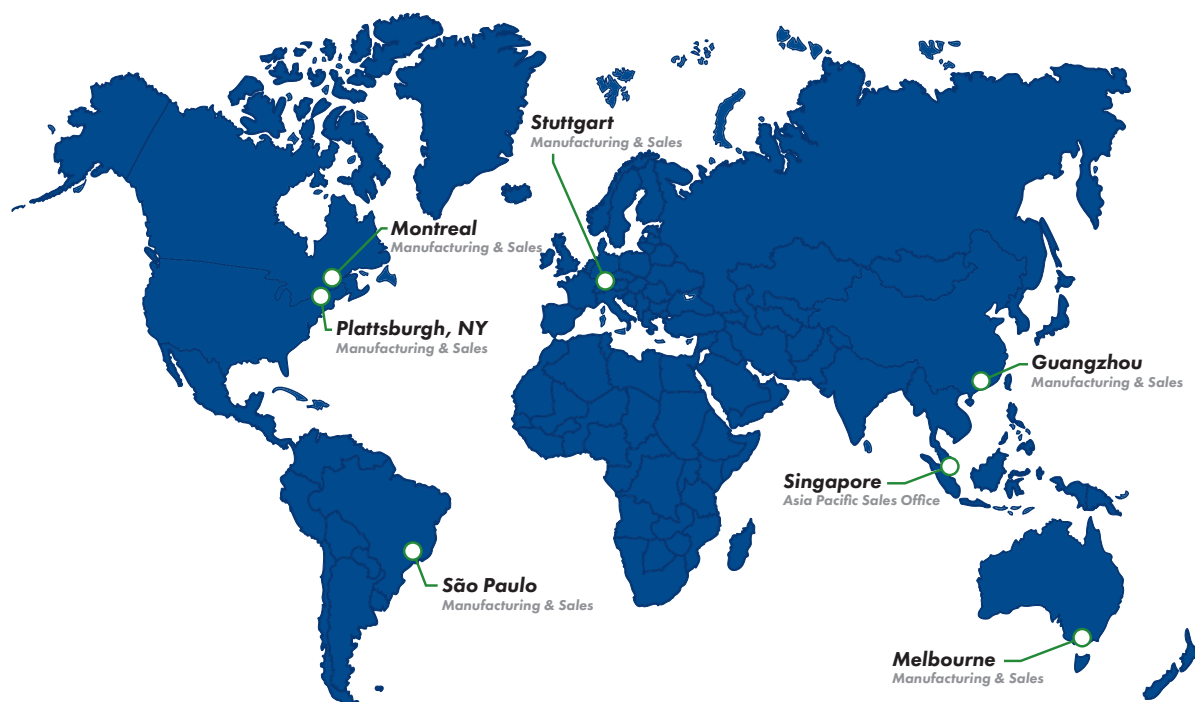 Stuttgart
Manufacturing & Sales
Montreal
Manufacturing & Sales
Plattsburgh, NY
Manufacturing & Sales
Guangzhou
Manufacturing & Sales
Singapore
Asia Pacific Sales Office
São Paulo
Manufacturing & Sales
Melbourne
Manufacturing & Sales